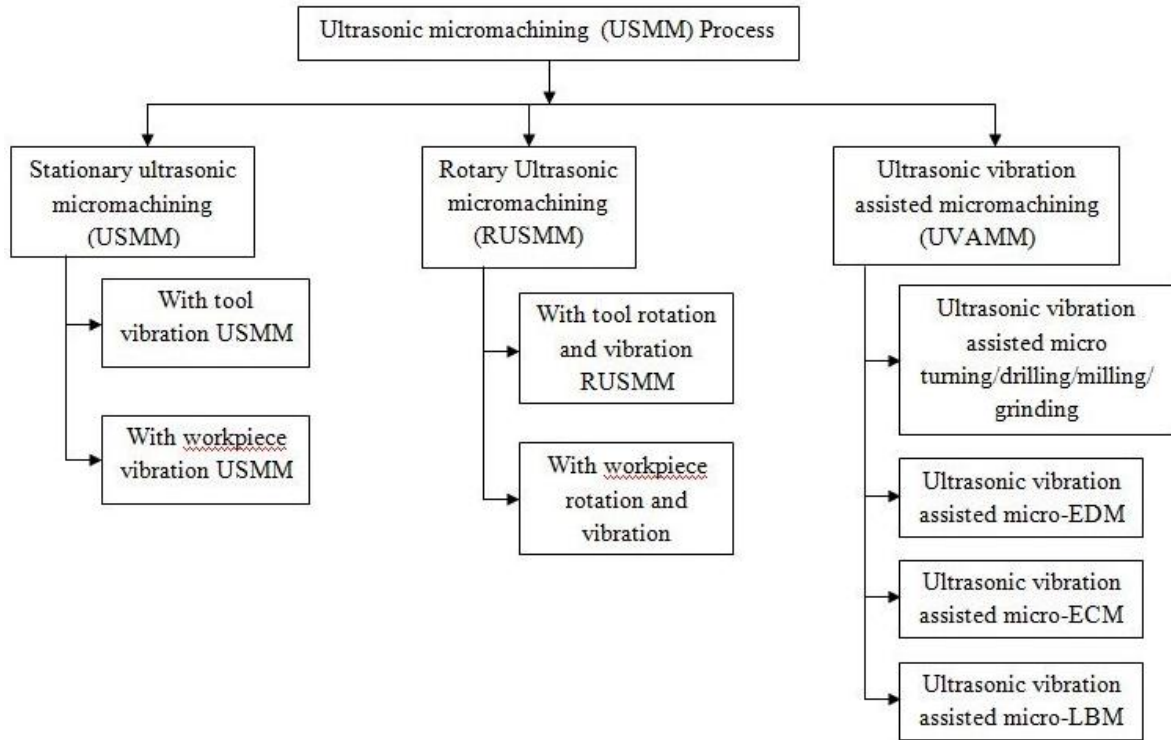 Ultrasonic micromachining (USMM) Process
Stationary ultrasonic
micromachining
(USMM)
With tool
vibration USMM
With workpiece
vibration USMM
Rotary Ultrasonic
micromachining
(RUSMM)
With tool rotation
and vibration
RUSMM
With workpiece
rotation and
vibration
Ultrasonic vibration
assisted micromachining
(UVAMM)
Ultrasonic vibration
assisted micro
turning/drilling/milling/
grinding
Ultrasonic vibration
assisted micro-EDM
Ultrasonic vibration
assisted micro-ECM
Ultrasonic vibration
assisted micro-LBM